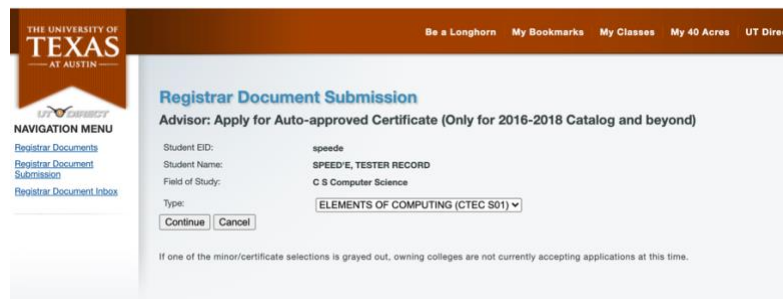 THE UNIVERSITY OF
TEXAS
AT AUSTIN
Be a Longhorn My Bookmarks My Classes My 40 Acres UT Dire
UT DIRECT
NAVIGATION MENU
Registrar Documents
Registrar Document
Submission
Registrar Document Inbox
Registrar Document Submission
Advisor: Apply for Auto-approved Certificate (Only for 2016-2018 Catalog and beyond)
Student EID: speede
Student Name: SPEED'E, TESTER RECORD
Field of Study: C S Computer Science
Type: ELEMENTS OF COMPUTING (CTEC S01)
Continue Cancel
If one of the minor/certificate selections is grayed out, owning colleges are not currently accepting applications at this time.